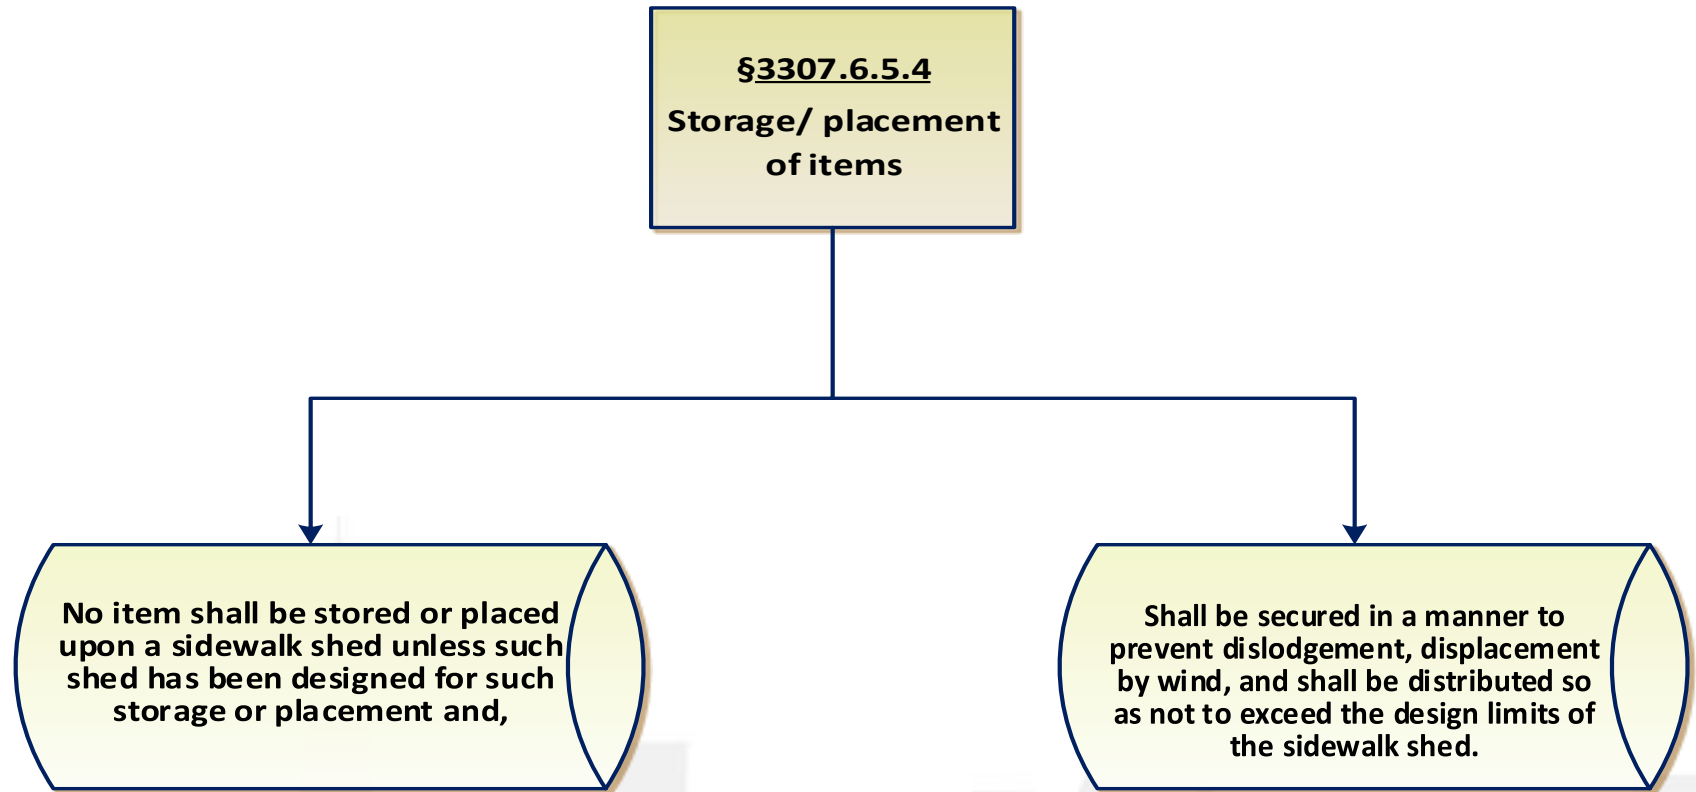 §3307.6.5.4
Storage/ placement
of items
No item shall be stored or placed
upon a sidewalk shed unless such
shed has been designed for such
storage or placement and,
Shall be secured in a manner to
prevent dislodgement, displacement
by wind, and shall be distributed so
as not to exceed the design limits of
the sidewalk shed.